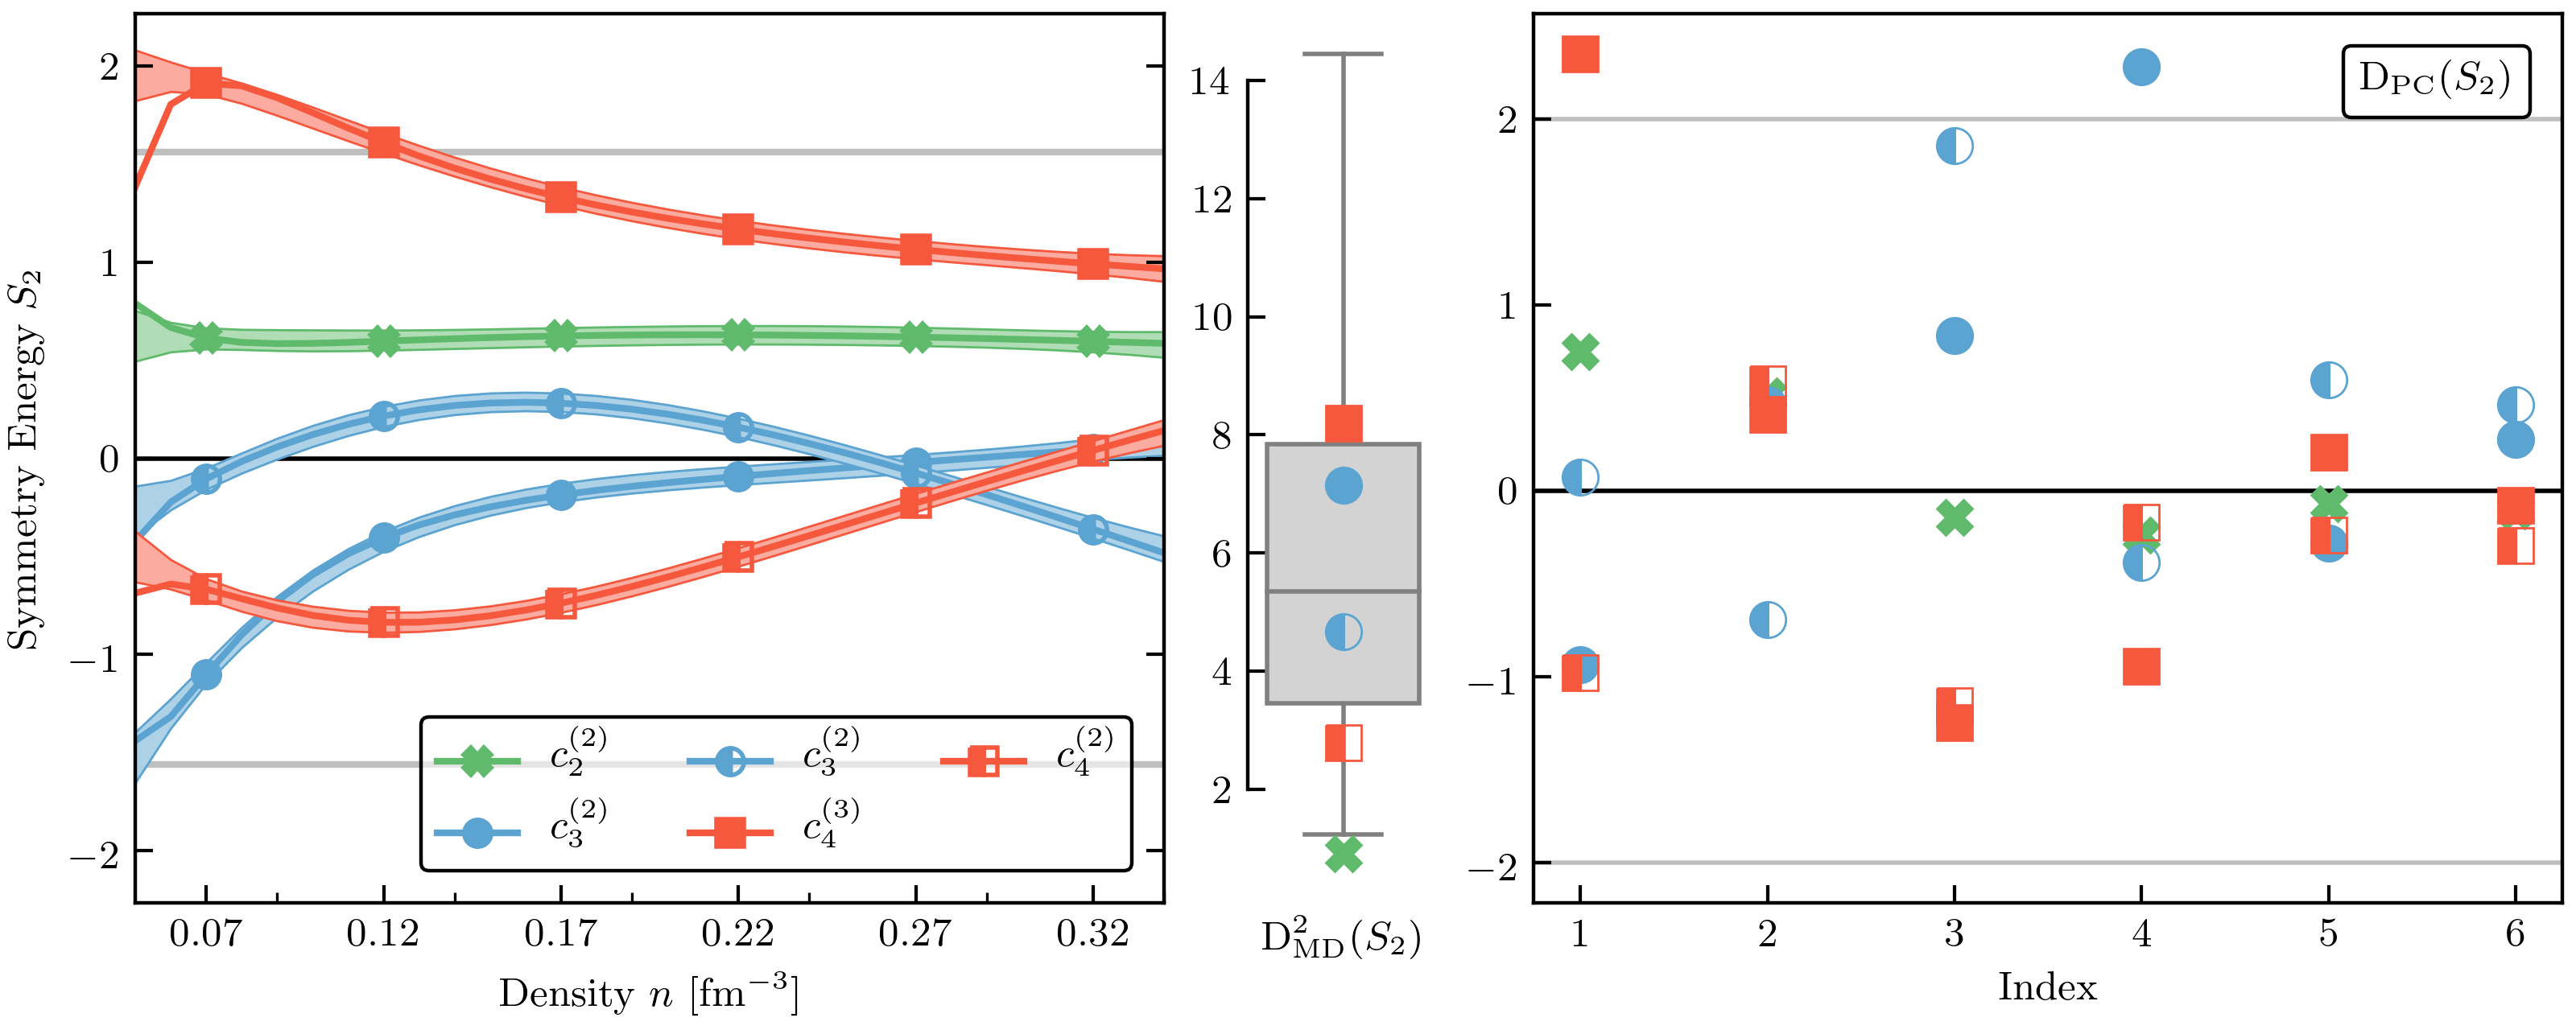 Symmetry Energy S₂
2
1
0
−1
−2
0.07 0.12 0.17 0.22 0.27 0.32
Density n [fm⁻³]
c₂⁽²⁾ c₃⁽²⁾ c₄⁽²⁾
c₃⁽²⁾ c₄⁽³⁾
14
12
10
8
6
4
2
D²_MD(S₂)
D_PC(S₂)
2
1
0
−1
−2
1 2 3 4 5 6
Index